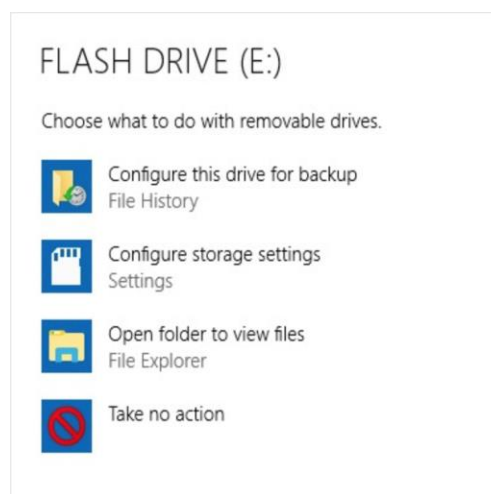 FLASH DRIVE (E:)
Choose what to do with removable drives.
Configure this drive for backup
File History
Configure storage settings
Settings
Open folder to view files
File Explorer
Take no action